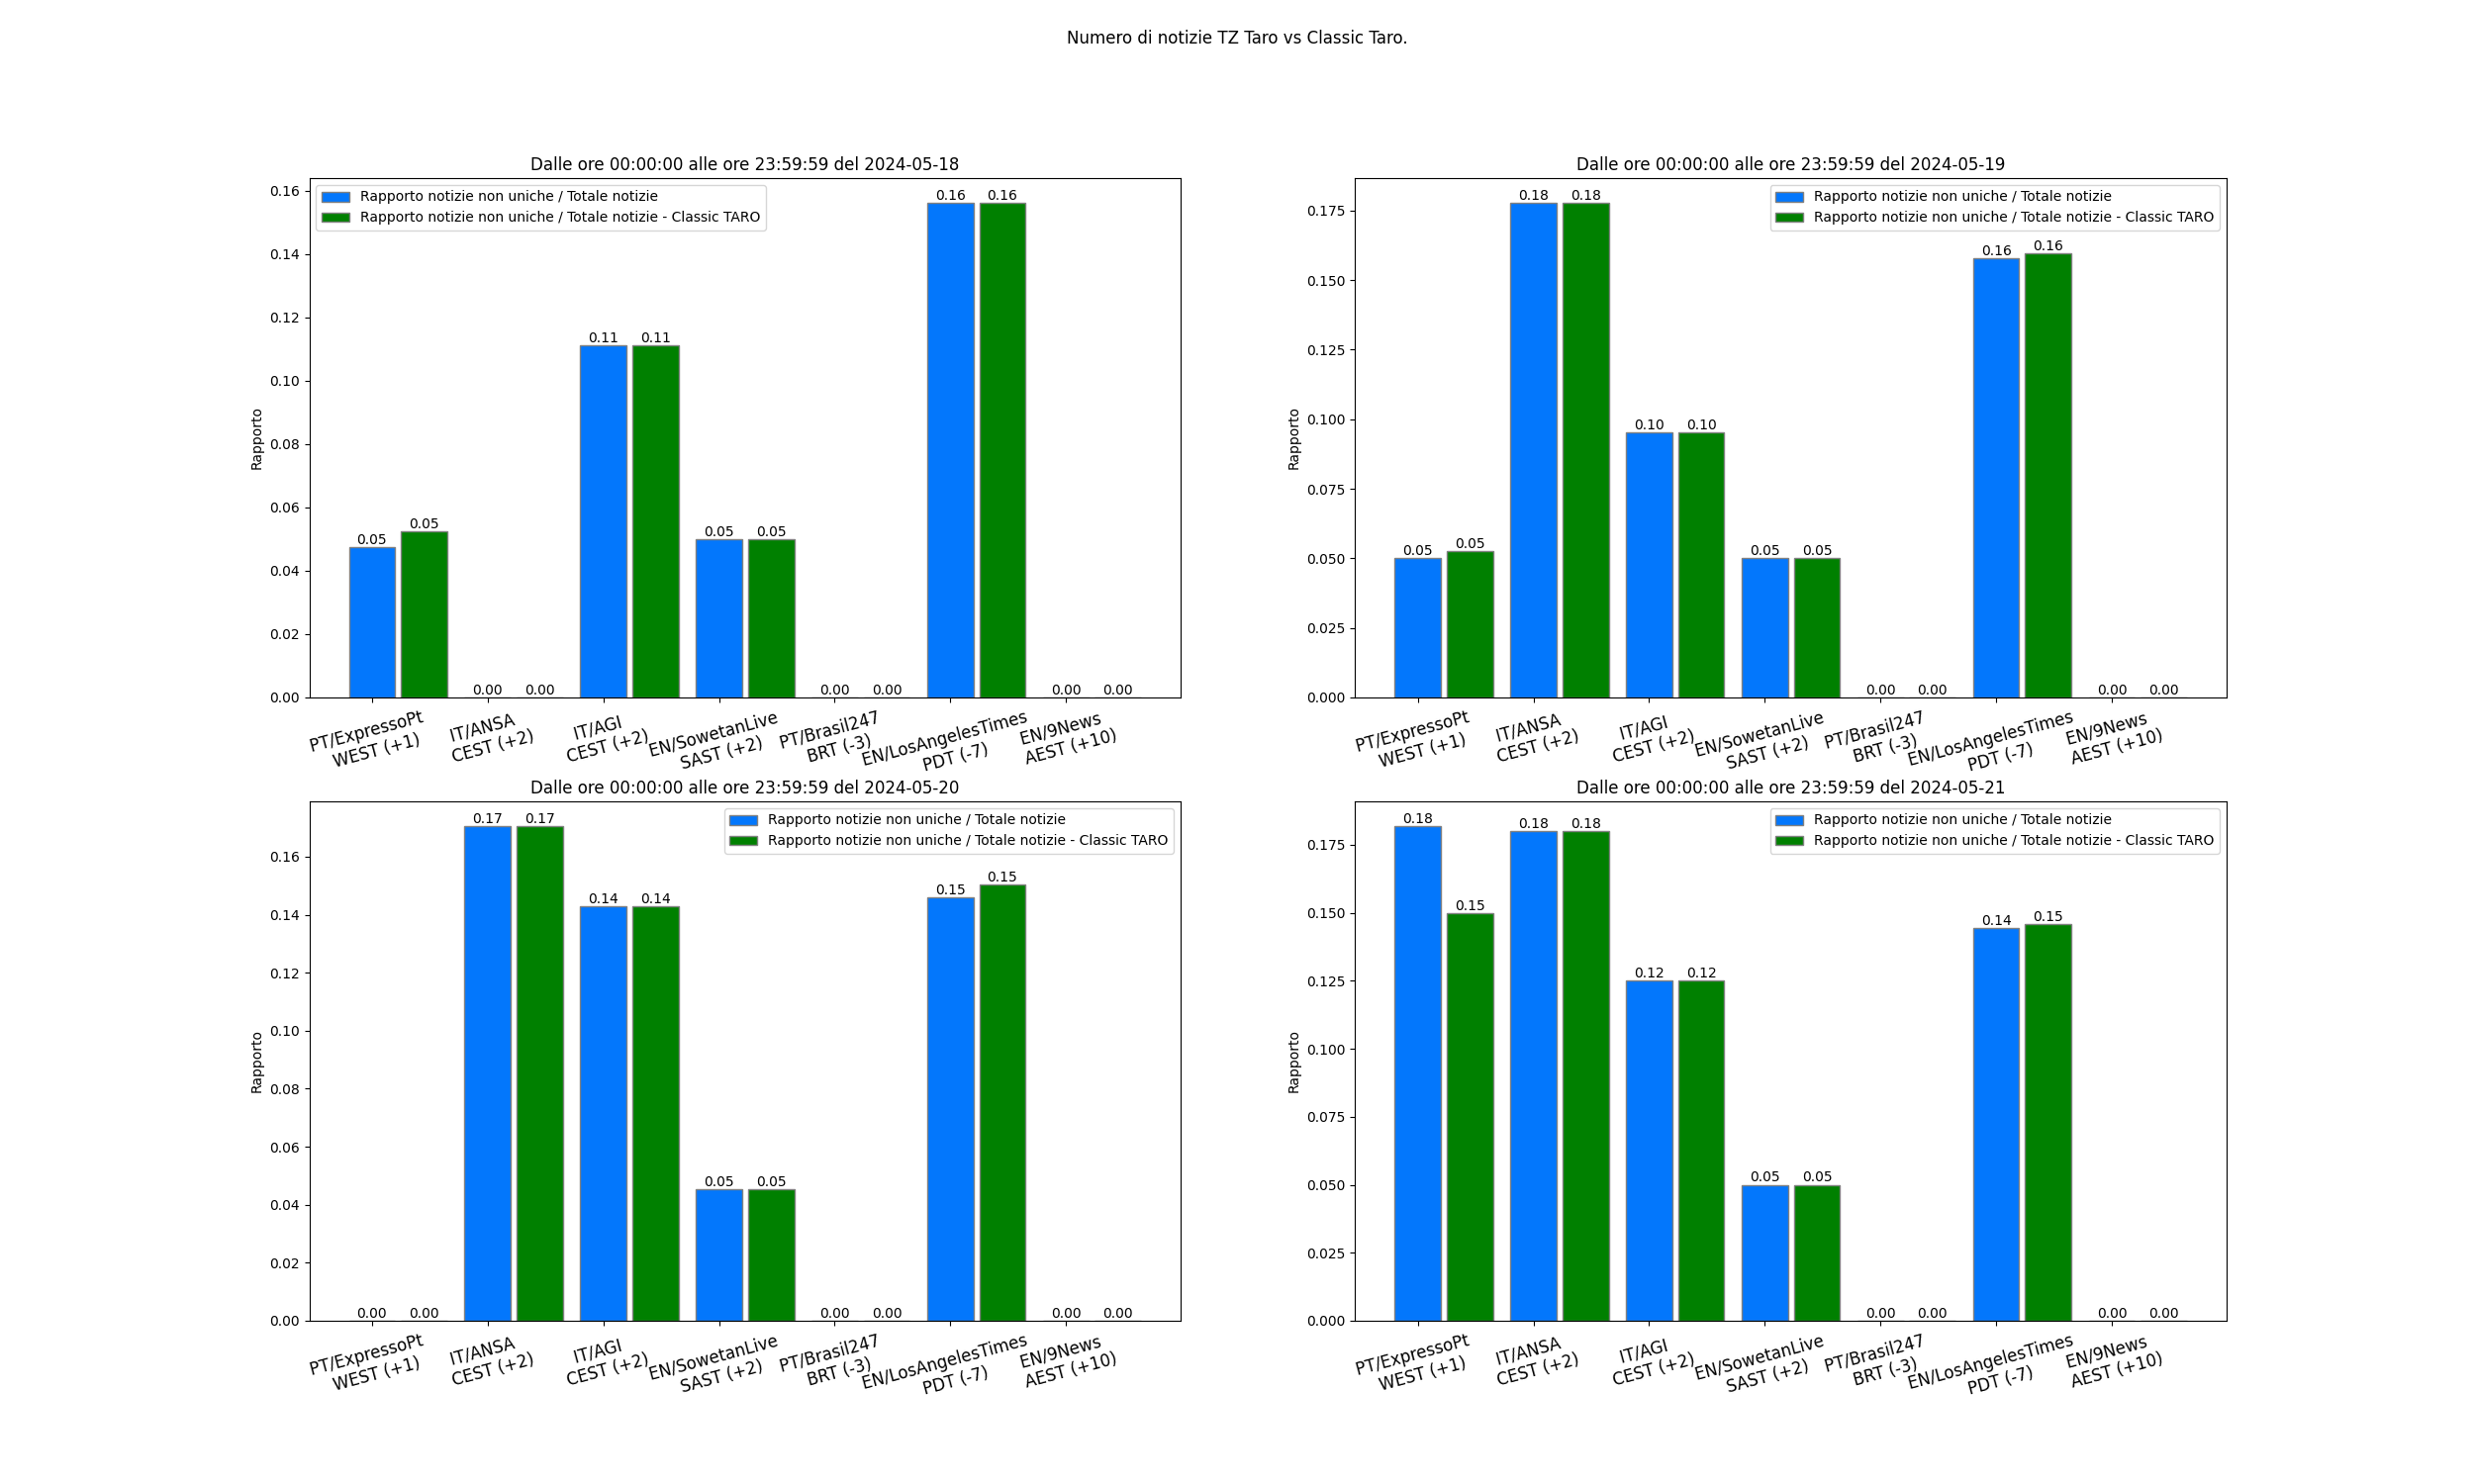 Numero di notizie TZ Taro vs Classic Taro.
Dalle ore 00:00:00 alle ore 23:59:59 del 2024-05-18
Rapporto notizie non uniche / Totale notizie
Rapporto notizie non uniche / Totale notizie - Classic TARO
Rapporto
0.16
0.14
0.12
0.10
0.08
0.06
0.04
0.02
0.00
0.05 0.05 0.00 0.00 0.11 0.11 0.05 0.05 0.00 0.00 0.16 0.16 0.00 0.00
PT/ExpressoPt
WEST (+1)
IT/ANSA
CEST (+2)
IT/AGI
CEST (+2)
EN/SowetanLive
SAST (+2)
PT/Brasil247
BRT (-3)
EN/LosAngelesTimes
PDT (-7)
EN/9News
AEST (+10)
Dalle ore 00:00:00 alle ore 23:59:59 del 2024-05-19
Rapporto notizie non uniche / Totale notizie
Rapporto notizie non uniche / Totale notizie - Classic TARO
Rapporto
0.175
0.150
0.125
0.100
0.075
0.050
0.025
0.000
0.05 0.05 0.18 0.18 0.10 0.10 0.05 0.05 0.00 0.00 0.16 0.16 0.00 0.00
PT/ExpressoPt
WEST (+1)
IT/ANSA
CEST (+2)
IT/AGI
CEST (+2)
EN/SowetanLive
SAST (+2)
PT/Brasil247
BRT (-3)
EN/LosAngelesTimes
PDT (-7)
EN/9News
AEST (+10)
Dalle ore 00:00:00 alle ore 23:59:59 del 2024-05-20
Rapporto notizie non uniche / Totale notizie
Rapporto notizie non uniche / Totale notizie - Classic TARO
Rapporto
0.16
0.14
0.12
0.10
0.08
0.06
0.04
0.02
0.00
0.00 0.00 0.17 0.17 0.14 0.14 0.05 0.05 0.00 0.00 0.15 0.15 0.00 0.00
PT/ExpressoPt
WEST (+1)
IT/ANSA
CEST (+2)
IT/AGI
CEST (+2)
EN/SowetanLive
SAST (+2)
PT/Brasil247
BRT (-3)
EN/LosAngelesTimes
PDT (-7)
EN/9News
AEST (+10)
Dalle ore 00:00:00 alle ore 23:59:59 del 2024-05-21
Rapporto notizie non uniche / Totale notizie
Rapporto notizie non uniche / Totale notizie - Classic TARO
Rapporto
0.175
0.150
0.125
0.100
0.075
0.050
0.025
0.000
0.18 0.15 0.18 0.18 0.12 0.12 0.05 0.05 0.00 0.00 0.14 0.15 0.00 0.00
PT/ExpressoPt
WEST (+1)
IT/ANSA
CEST (+2)
IT/AGI
CEST (+2)
EN/SowetanLive
SAST (+2)
PT/Brasil247
BRT (-3)
EN/LosAngelesTimes
PDT (-7)
EN/9News
AEST (+10)